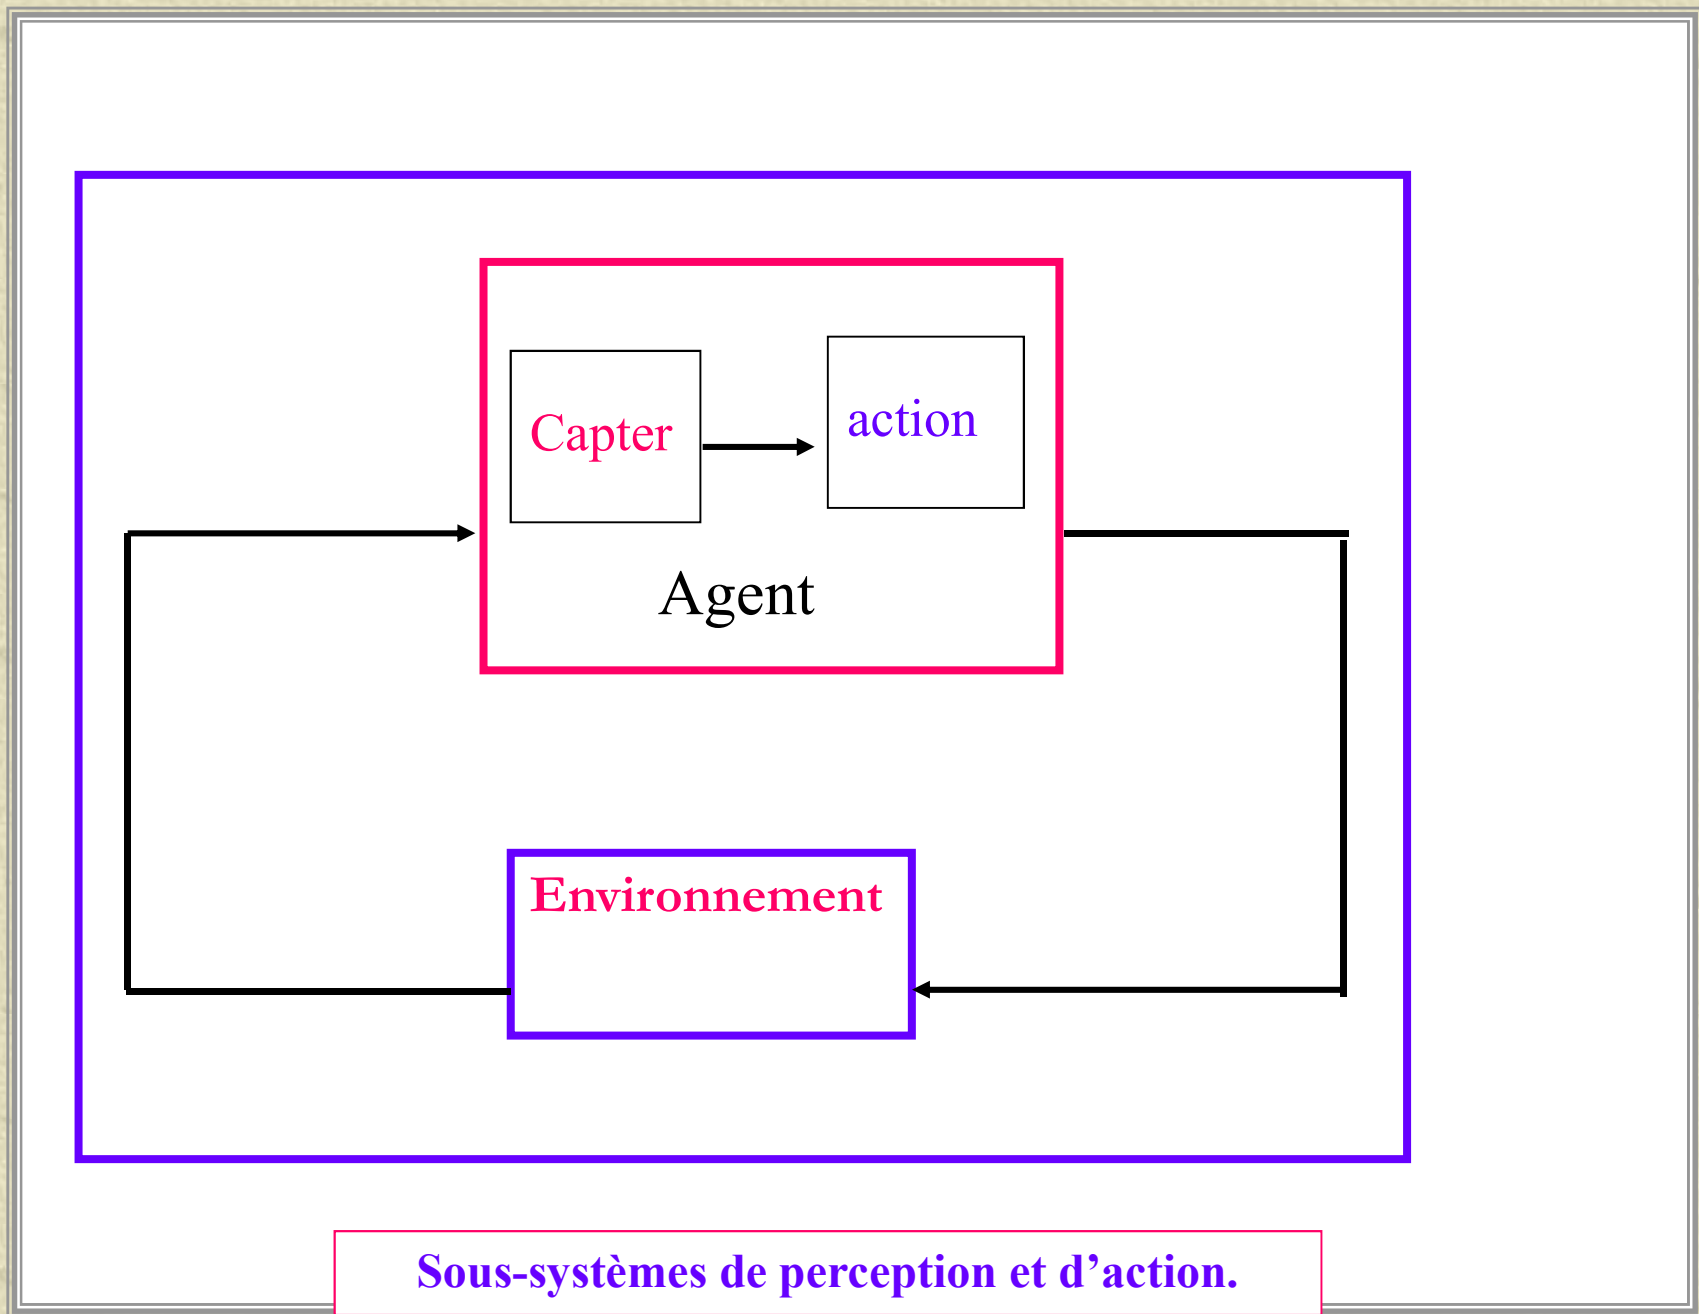 Capter
action
Agent
Environnement
Sous-systèmes de perception et d’action.